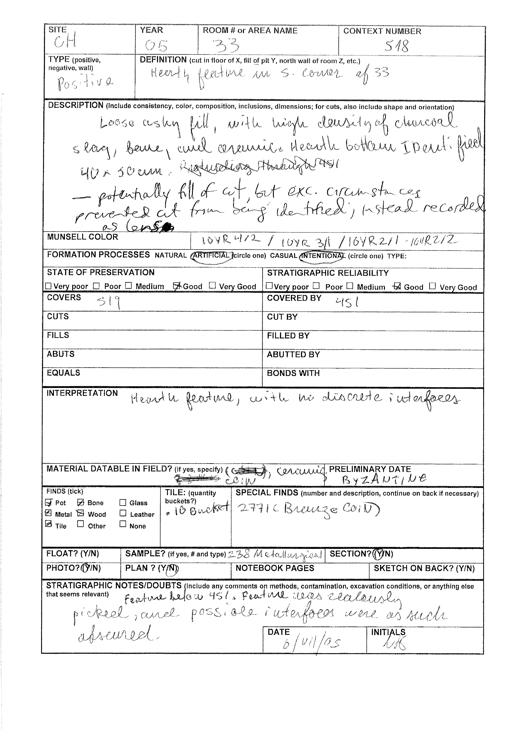 SITE YEAR ROOM # or AREA NAME CONTEXT NUMBER
CH 05 33 518
TYPE (positive, negative, wall) DEFINITION (cut in floor of X, fill of pit Y, north wall of room Z, etc.)
Positive Hearth feature in S. corner of 33
DESCRIPTION (include consistency, color, composition, inclusions, dimensions; for cuts, also include shape and orientation)
Loose ashy fill, with high density of charcoal
slag, bone, and ceramic. Hearth bottom Identified
40 x 50cm.
— potentially fill of cut, but exc. circumstances
prevented cut from being identified; instead recorded
as lens
MUNSELL COLOR 10YR 4/2 / 10YR 3/1 / 10YR 2/1 - 10YR 2/2
FORMATION PROCESSES NATURAL ARTIFICIAL (circle one) CASUAL INTENTIONAL (circle one) TYPE:
STATE OF PRESERVATION STRATIGRAPHIC RELIABILITY
Very poor Poor Medium Good Very Good Very poor Poor Medium Good Very Good
COVERS 519 COVERED BY 451
CUTS CUT BY
FILLS FILLED BY
ABUTS ABUTTED BY
EQUALS BONDS WITH
INTERPRETATION Hearth feature, with no discrete interfaces
MATERIAL DATABLE IN FIELD? (if yes, specify) , ceramic PRELIMINARY DATE
COIN BYZANTINE
FINDS (tick) TILE: (quantity buckets?) SPECIAL FINDS (number and description, continue on back if necessary)
Pot Bone Glass .10 Bucket 2771 (Bronze Coin)
Metal Wood Leather
Tile Other None
FLOAT? (Y/N) SAMPLE? (if yes, # and type) 238 Metallurgical SECTION? (Y/N)
PHOTO? (Y/N) PLAN ? (Y/N) NOTEBOOK PAGES SKETCH ON BACK? (Y/N)
STRATIGRAPHIC NOTES/DOUBTS (Include any comments on methods, contamination, excavation conditions, or anything else
that seems relevant) Feature below 451. Feature was zealously
picked, and possible interfaces were as such
obscured.
DATE INITIALS
6/VII/05